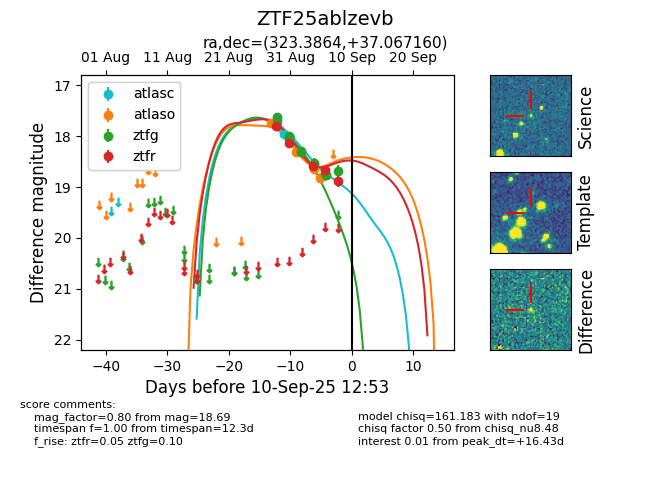 ZTF25ablzevb
ra,dec=(323.3864,+37.067160)
01 Aug 11 Aug 21 Aug 31 Aug 10 Sep 20 Sep
17
18
19
20
21
22
Difference magnitude
atlasc
atlaso
ztfg
ztfr
−40 −30 −20 −10 0 10
Days before 10-Sep-25 12:53
Science
Template
Difference
score comments:
mag_factor=0.80 from mag=18.69
timespan f=1.00 from timespan=12.3d
f_rise: ztfr=0.05 ztfg=0.10
model chisq=161.183 with ndof=19
chisq factor 0.50 from chisq_nu8.48
interest 0.01 from peak_dt=+16.43d